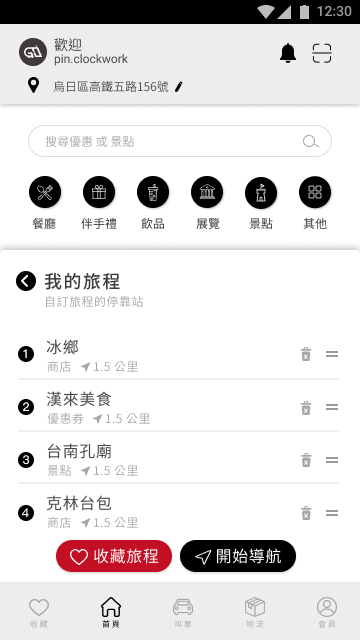 12:30
歡迎
pin.clockwork
烏日區高鐵五路156號
搜尋優惠 或 景點
餐廳 伴手禮 飲品 展覽 景點 其他
我的旅程
自訂旅程的停靠站
1 冰鄉
商店 1.5 公里
2 漢來美食
優惠券 1.5 公里
3 台南孔廟
景點 1.5 公里
4 克林台包
商店 1.5 公里
收藏旅程 開始導航
收藏 首頁 叫車 物流 會員